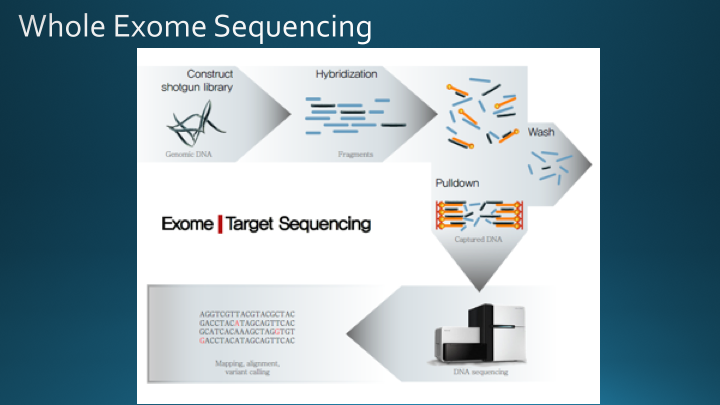 Whole Exome Sequencing
Construct
shotgun library
Genomic DNA
Hybridization
Fragments
Wash
Pulldown
Captured DNA
Exome | Target Sequencing
DNA sequencing
AGGTCGTTACGTACGCTAC
GACCTACATAGCAGTTCAC
GCATCACAAAGCTAGGTGT
GACCTACATAGCAGTTCAC
Mapping, alignment,
variant calling